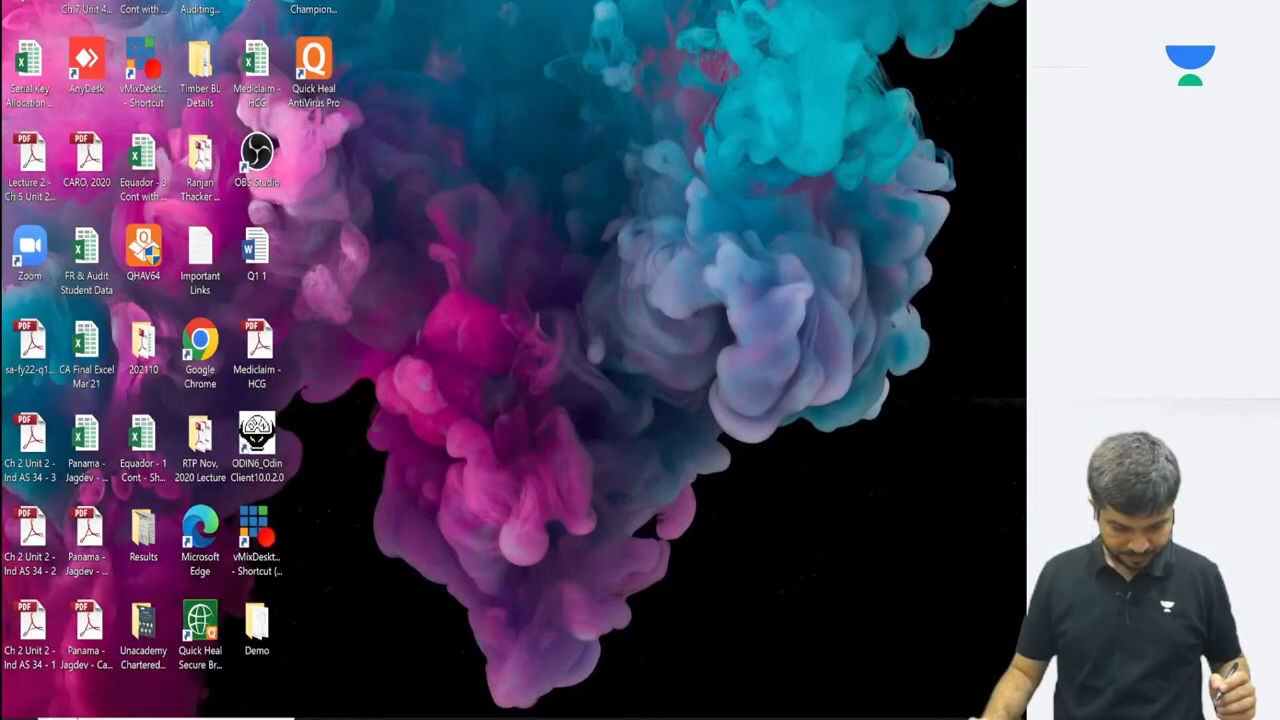 Ch 7 Unit 4...
Cont with ...
Auditing...
Champion...
Serial Key
Allocation ...
AnyDesk
vMixDeskt...
- Shortcut
Timber BL
Details
Mediclaim -
HCG
Quick Heal
AntiVirus Pro
Lecture 2 -
Ch 5 Unit 2...
CARO, 2020
Equador - 3
Cont with ...
Ranjan
Thacker ...
OBS Studio
Zoom
FR & Audit
Student Data
QHAV64
Important
Links
Q1 1
sa-fy22-q1...
CA Final Excel
Mar'21
202110
Google
Chrome
Mediclaim -
HCG
Ch 2 Unit 2 -
Ind AS 34 - 3
Panama -
Jagdev - ...
Equador - 1
Cont - Sh...
RTP Nov,
2020 Lecture
ODIN6_Odin
Client10.0.2.0
Ch 2 Unit 2 -
Ind AS 34 - 2
Panama -
Jagdev - ...
Results
Microsoft
Edge
vMixDeskt...
- Shortcut (...
Ch 2 Unit 2 -
Ind AS 34 - 1
Panama -
Jagdev - Ca...
Unacademy
Chartered...
Quick Heal
Secure Br...
Demo